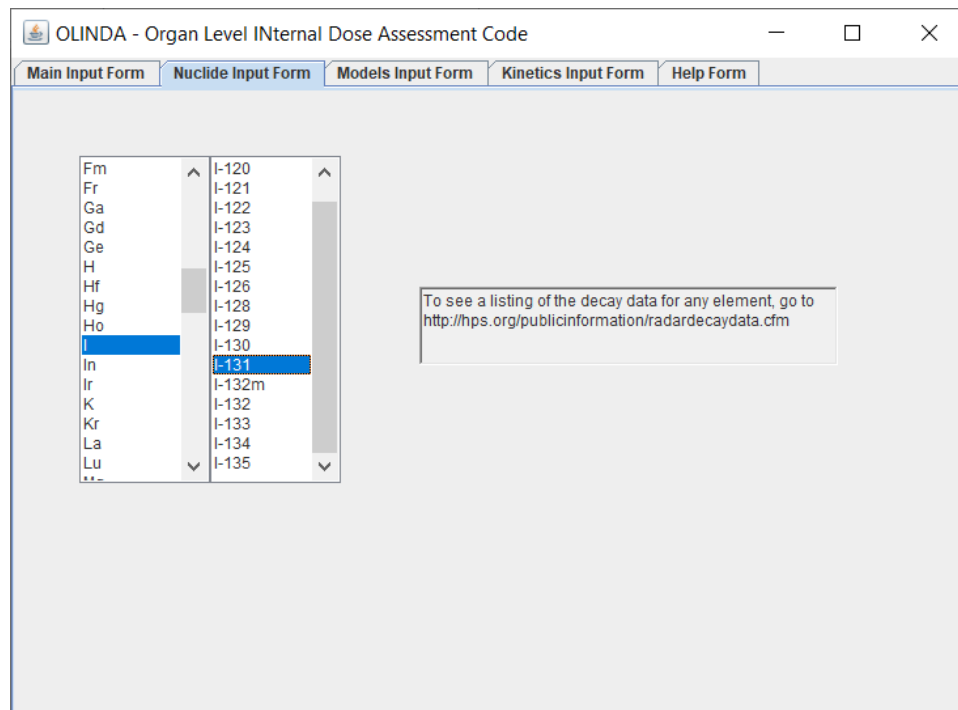 OLINDA - Organ Level INternal Dose Assessment Code
Main Input Form
Nuclide Input Form
Models Input Form
Kinetics Input Form
Help Form
Fm
Fr
Ga
Gd
Ge
H
Hf
Hg
Ho
I
In
Ir
K
Kr
La
Lu
I-120
I-121
I-122
I-123
I-124
I-125
I-126
I-128
I-129
I-130
I-131
I-132m
I-132
I-133
I-134
I-135
To see a listing of the decay data for any element, go to
http://hps.org/publicinformation/radardecaydata.cfm